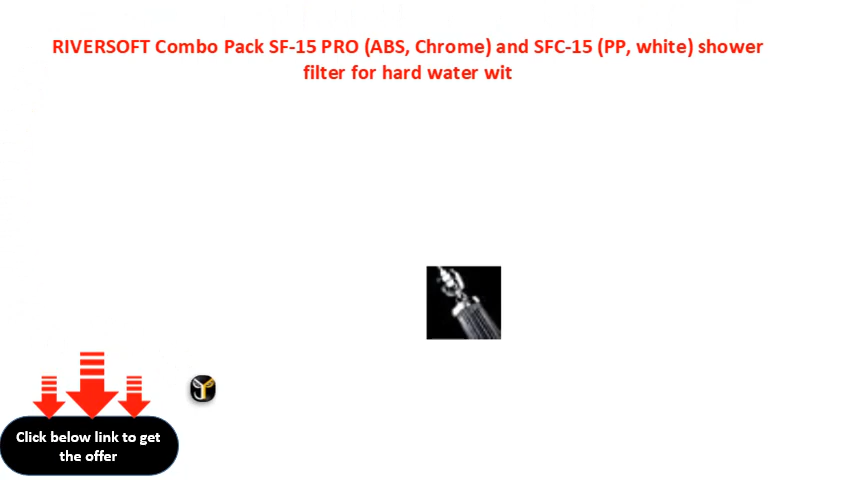 RIVERSOFT Combo Pack SF-15 PRO (ABS, Chrome) and SFC-15 (PP, white) shower
filter for hard water wit
Click below link to get
the offer